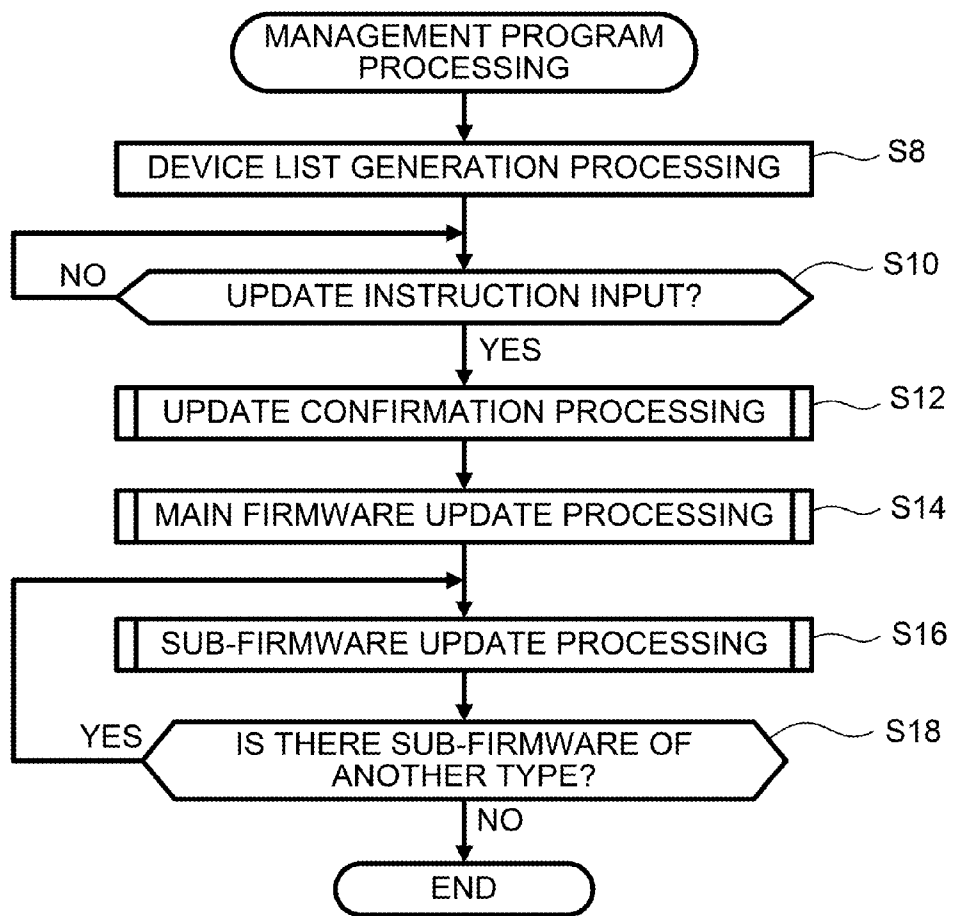 MANAGEMENT PROGRAM
PROCESSING
DEVICE LIST GENERATION PROCESSING
S8
NO
UPDATE INSTRUCTION INPUT?
S10
YES
UPDATE CONFIRMATION PROCESSING
S12
MAIN FIRMWARE UPDATE PROCESSING
S14
SUB-FIRMWARE UPDATE PROCESSING
S16
YES
IS THERE SUB-FIRMWARE OF
ANOTHER TYPE?
S18
NO
END